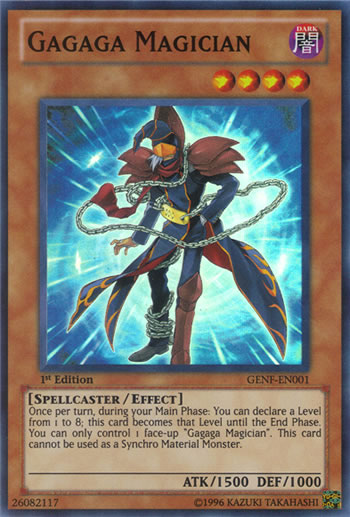 GAGAGA MAGICIAN
DARK
闇
1st Edition
GENF-EN001
[SPELLCASTER / EFFECT]
Once per turn, during your Main Phase: You can declare a Level
from 1 to 8; this card becomes that Level until the End Phase.
You can only control 1 face-up "Gagaga Magician". This card
cannot be used as a Synchro Material Monster.
ATK/1500 DEF/1000
26082117
©1996 KAZUKI TAKAHASHI